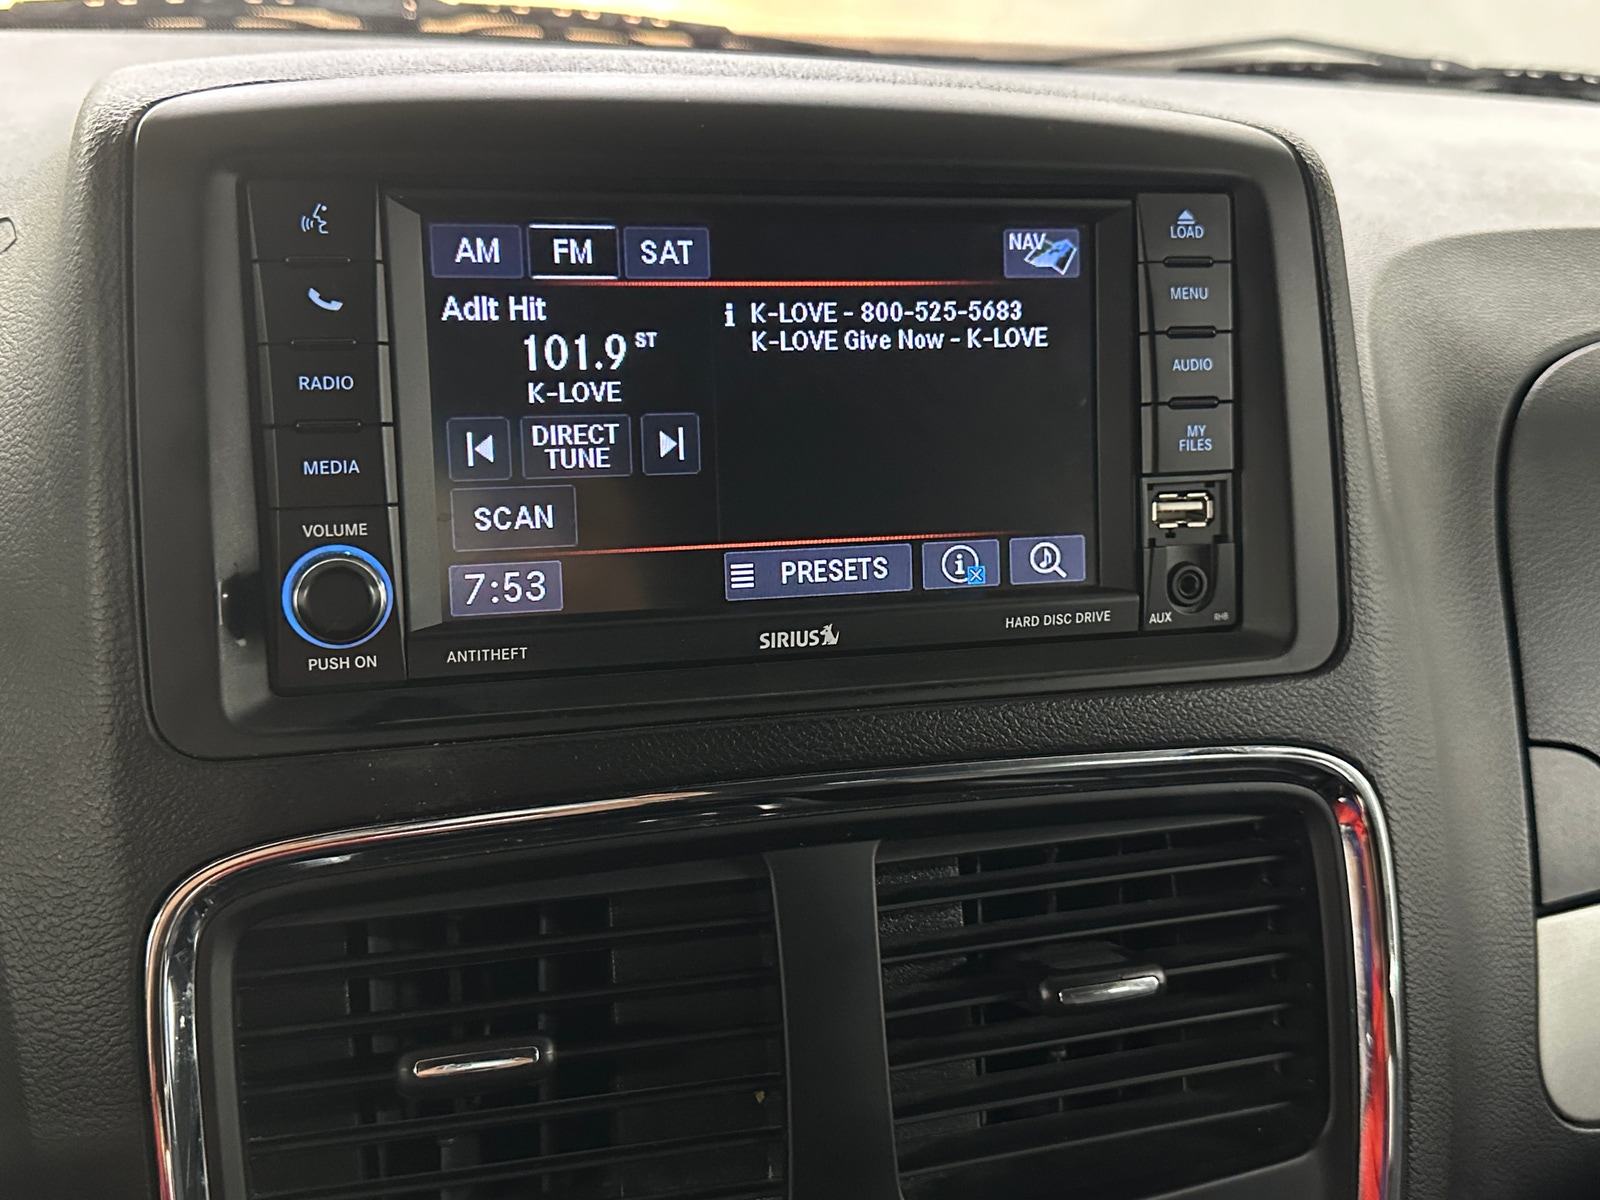 AM FM SAT NAV
Adlt Hit
101.9 ST
K-LOVE
i K-LOVE - 800-525-5683
K-LOVE Give Now - K-LOVE
DIRECT
TUNE
SCAN
7:53
PRESETS
i
RADIO
MEDIA
VOLUME
PUSH ON
ANTITHEFT
SIRIUS
HARD DISC DRIVE
LOAD
MENU
AUDIO
MY
FILES
AUX
RHB